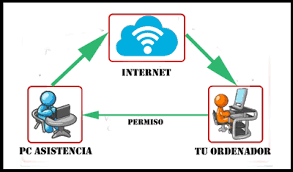 INTERNET
PERMISO
PC ASISTENCIA
TU ORDENADOR